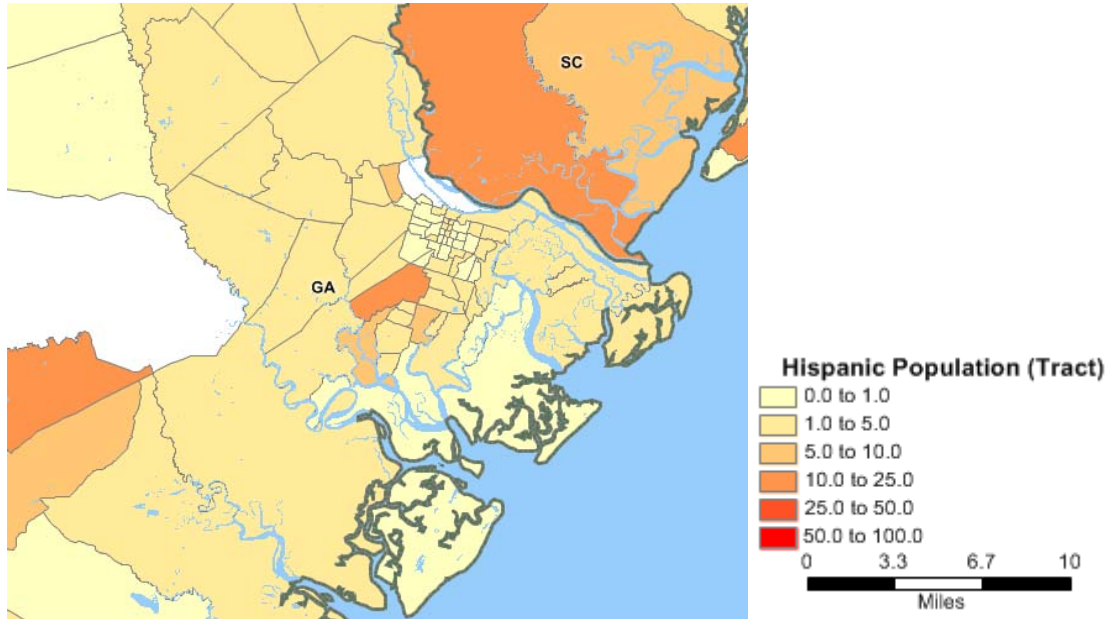 SC
GA
Hispanic Population (Tract)
0.0 to 1.0
1.0 to 5.0
5.0 to 10.0
10.0 to 25.0
25.0 to 50.0
50.0 to 100.0
0 3.3 6.7 10
Miles